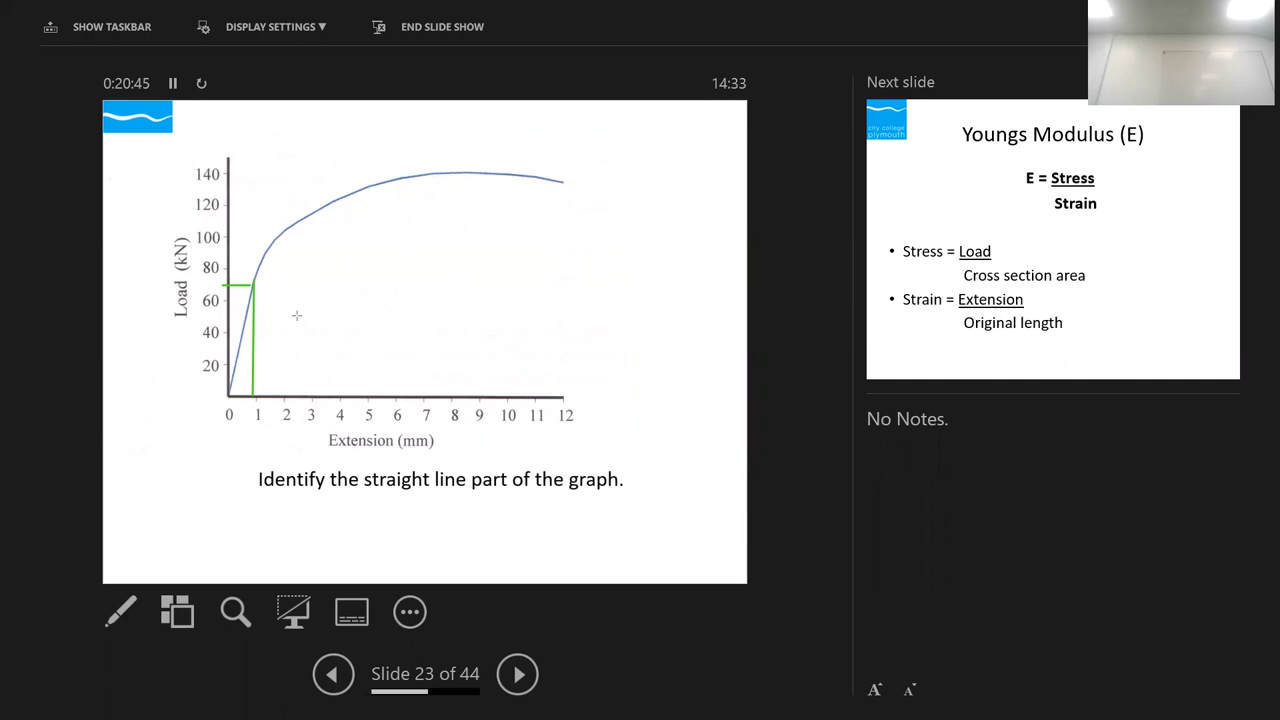 SHOW TASKBAR
DISPLAY SETTINGS ▼
END SLIDE SHOW
0:20:45
14:33
140
120
100
80
60
40
20
Load (kN)
0 1 2 3 4 5 6 7 8 9 10 11 12
Extension (mm)
Identify the straight line part of the graph.
Slide 23 of 44
Next slide
city college
plymouth
Youngs Modulus (E)
E = Stress
Strain
• Stress = Load
Cross section area
• Strain = Extension
Original length
No Notes.
A A